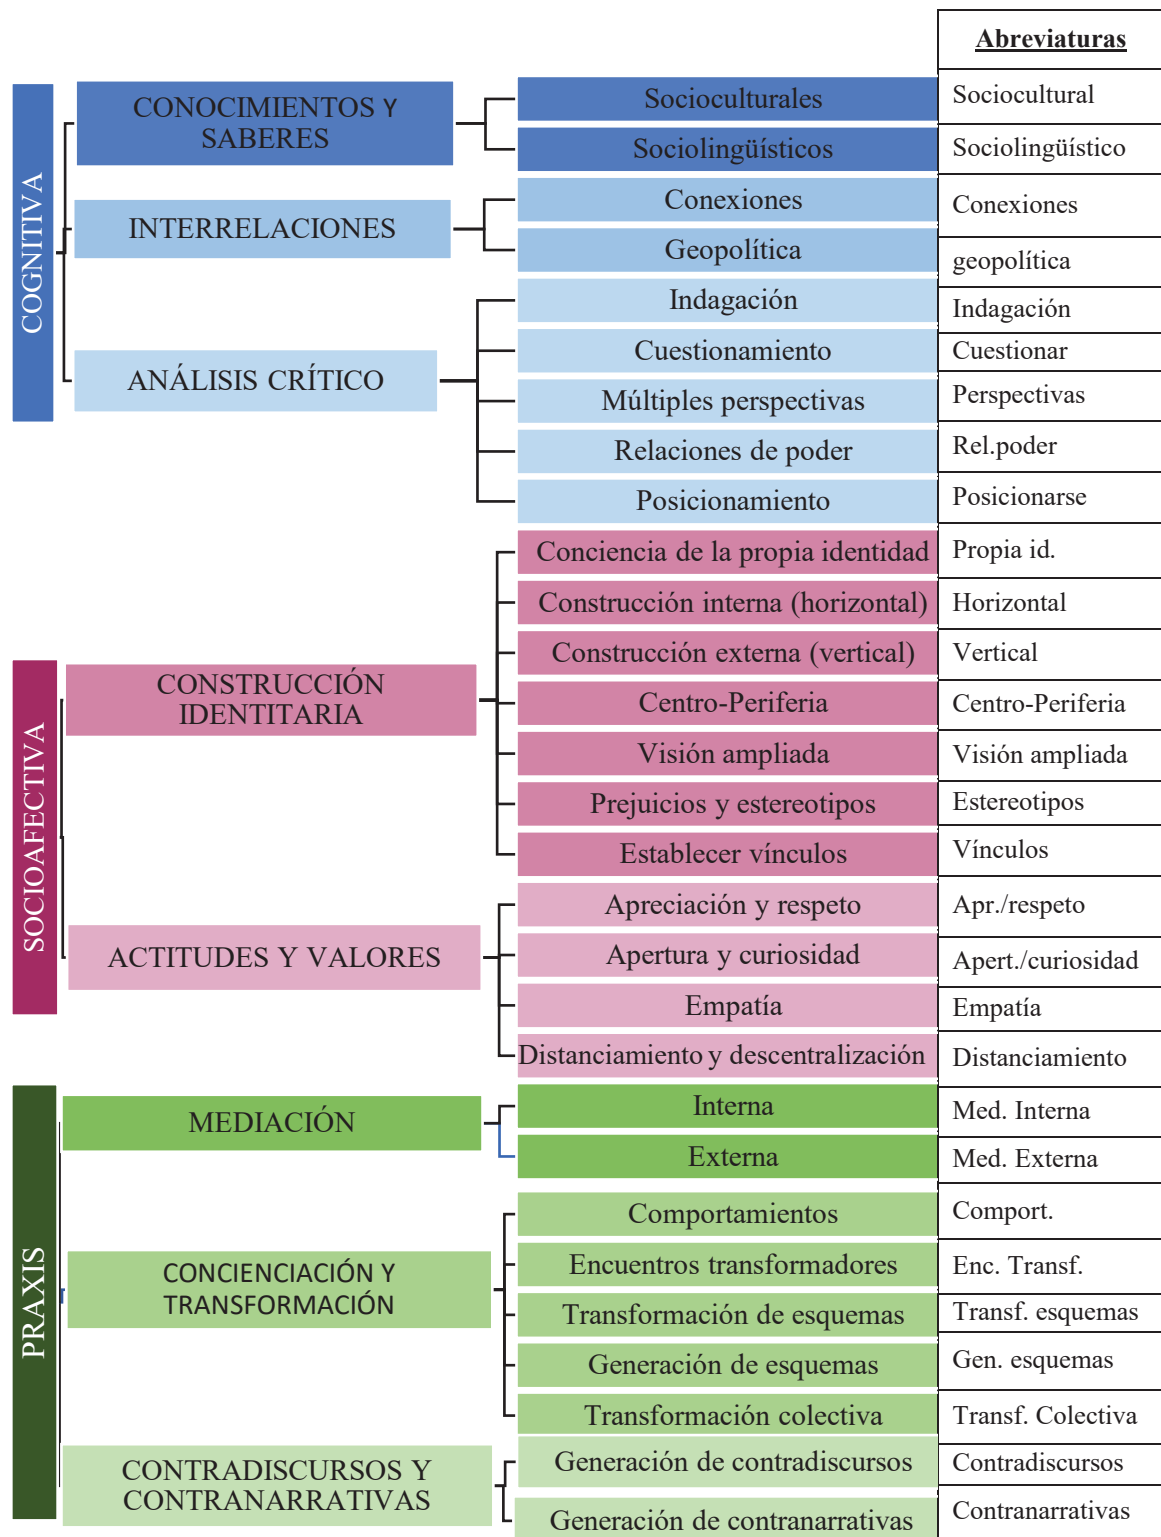 Abreviaturas
COGNITIVA
CONOCIMIENTOS Y
SABERES
Socioculturales
Sociocultural
Sociolingüísticos
Sociolingüístico
INTERRELACIONES
Conexiones
Conexiones
Geopolítica
geopolítica
ANÁLISIS CRÍTICO
Indagación
Indagación
Cuestionamiento
Cuestionar
Múltiples perspectivas
Perspectivas
Relaciones de poder
Rel.poder
Posicionamiento
Posicionarse
SOCIOAFECTIVA
CONSTRUCCIÓN
IDENTITARIA
Conciencia de la propia identidad
Propia id.
Construcción interna (horizontal)
Horizontal
Construcción externa (vertical)
Vertical
Centro-Periferia
Centro-Periferia
Visión ampliada
Visión ampliada
Prejuicios y estereotipos
Estereotipos
Establecer vínculos
Vínculos
ACTITUDES Y VALORES
Apreciación y respeto
Apr./respeto
Apertura y curiosidad
Apert./curiosidad
Empatía
Empatía
Distanciamiento y descentralización
Distanciamiento
PRAXIS
MEDIACIÓN
Interna
Med. Interna
Externa
Med. Externa
CONCIENCIACIÓN Y
TRANSFORMACIÓN
Comportamientos
Comport.
Encuentros transformadores
Enc. Transf.
Transformación de esquemas
Transf. esquemas
Generación de esquemas
Gen. esquemas
Transformación colectiva
Transf. Colectiva
CONTRADISCURSOS Y
CONTRANARRATIVAS
Generación de contradiscursos
Contradiscursos
Generación de contranarrativas
Contranarrativas